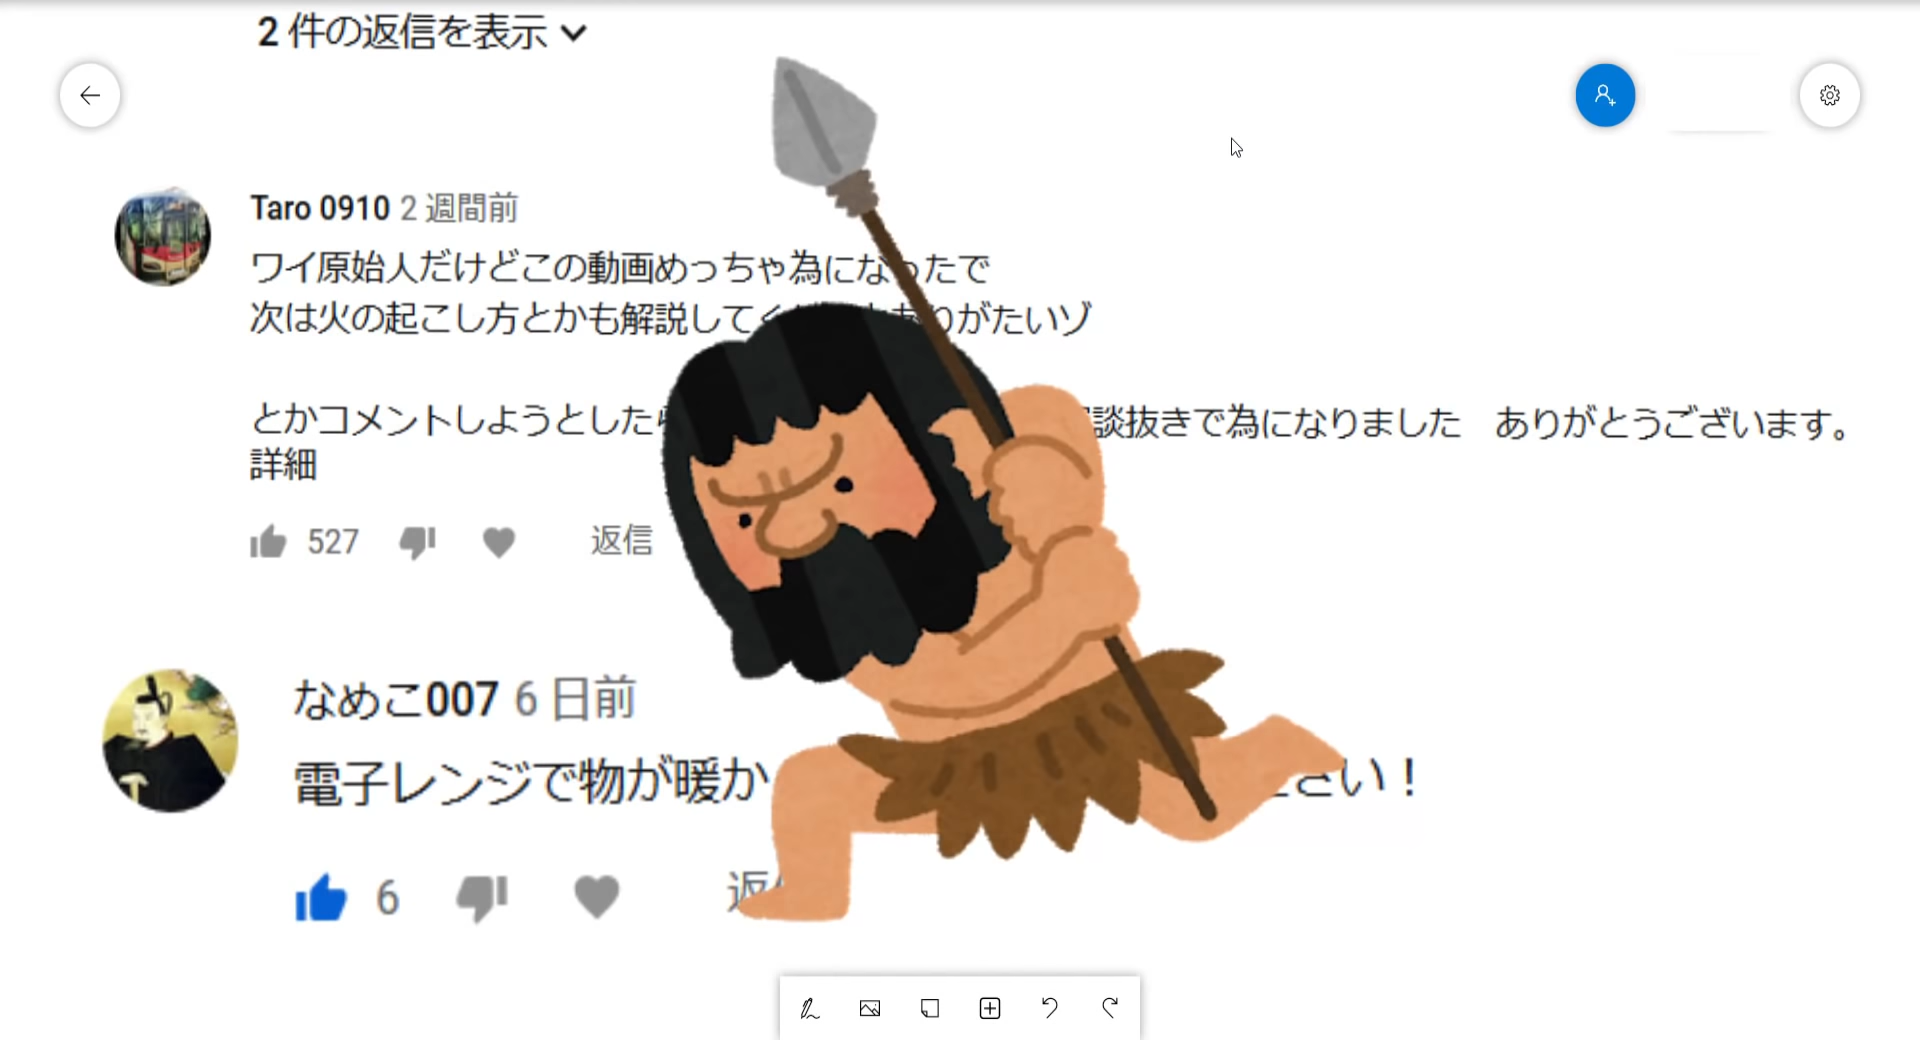 2 件の返信を表示
Taro 0910 2 週間前
ワイ原始人だけどこの動画めっちゃ為になったで
次は火の起こし方とかも解説して りがたいゾ
とかコメントしようとした 談抜きで為になりました ありがとうございます。
詳細
527
返信
なめこ007 6 日前
電子レンジで物が暖か さい！
6
返